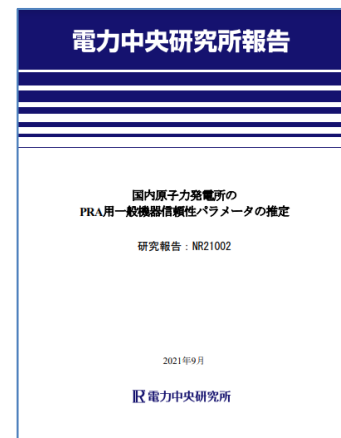 電力中央研究所報告
国内原子力発電所の
PRA用一般機器信頼性パラメータの推定
研究報告：NR21002
2021年9月
電力中央研究所